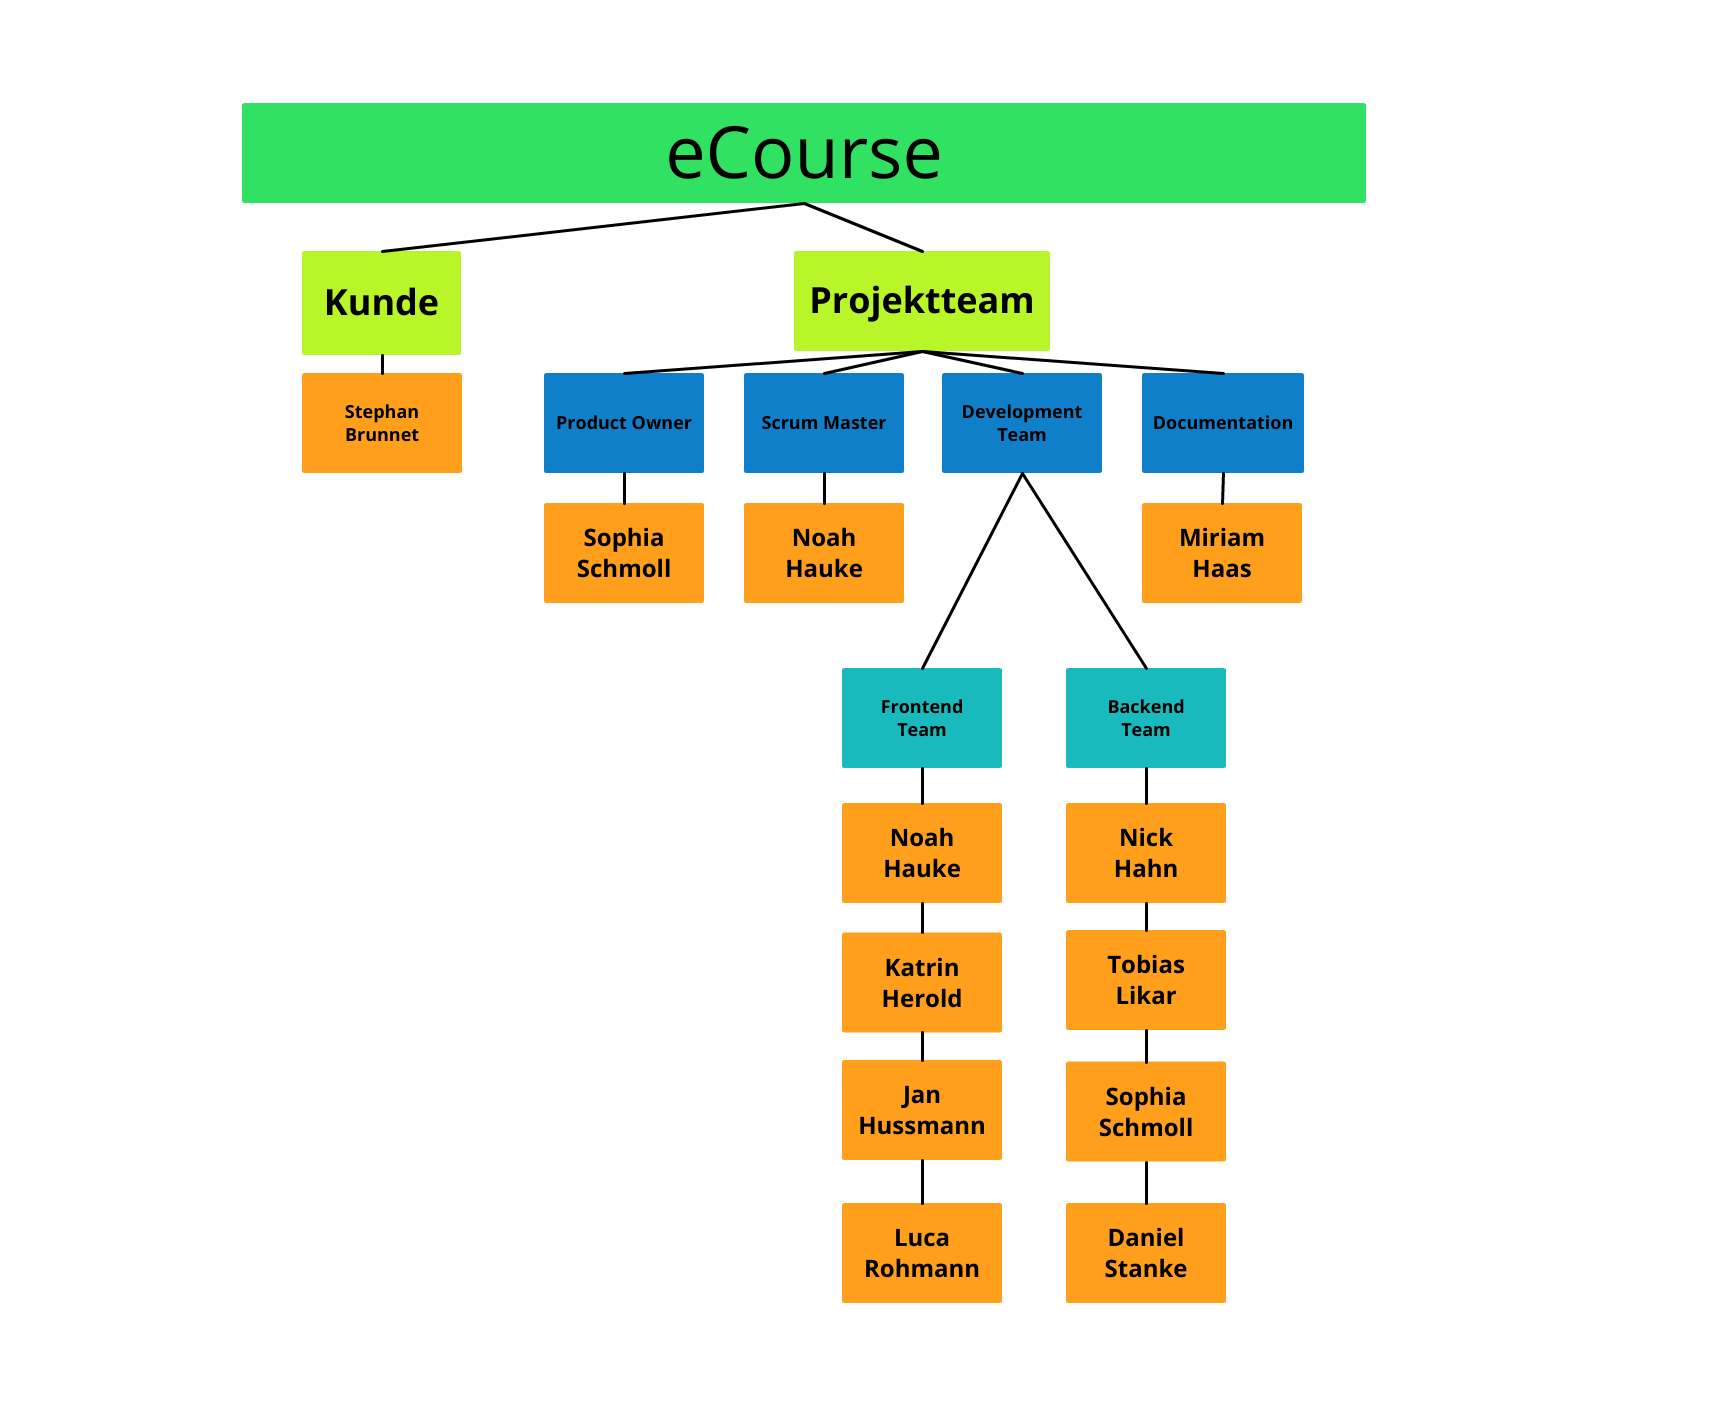 eCourse
Kunde
Projektteam
Stephan
Brunnet
Product Owner
Scrum Master
Development
Team
Documentation
Sophia
Schmoll
Noah
Hauke
Miriam
Haas
Frontend
Team
Backend
Team
Noah
Hauke
Nick
Hahn
Katrin
Herold
Tobias
Likar
Jan
Hussmann
Sophia
Schmoll
Luca
Rohmann
Daniel
Stanke